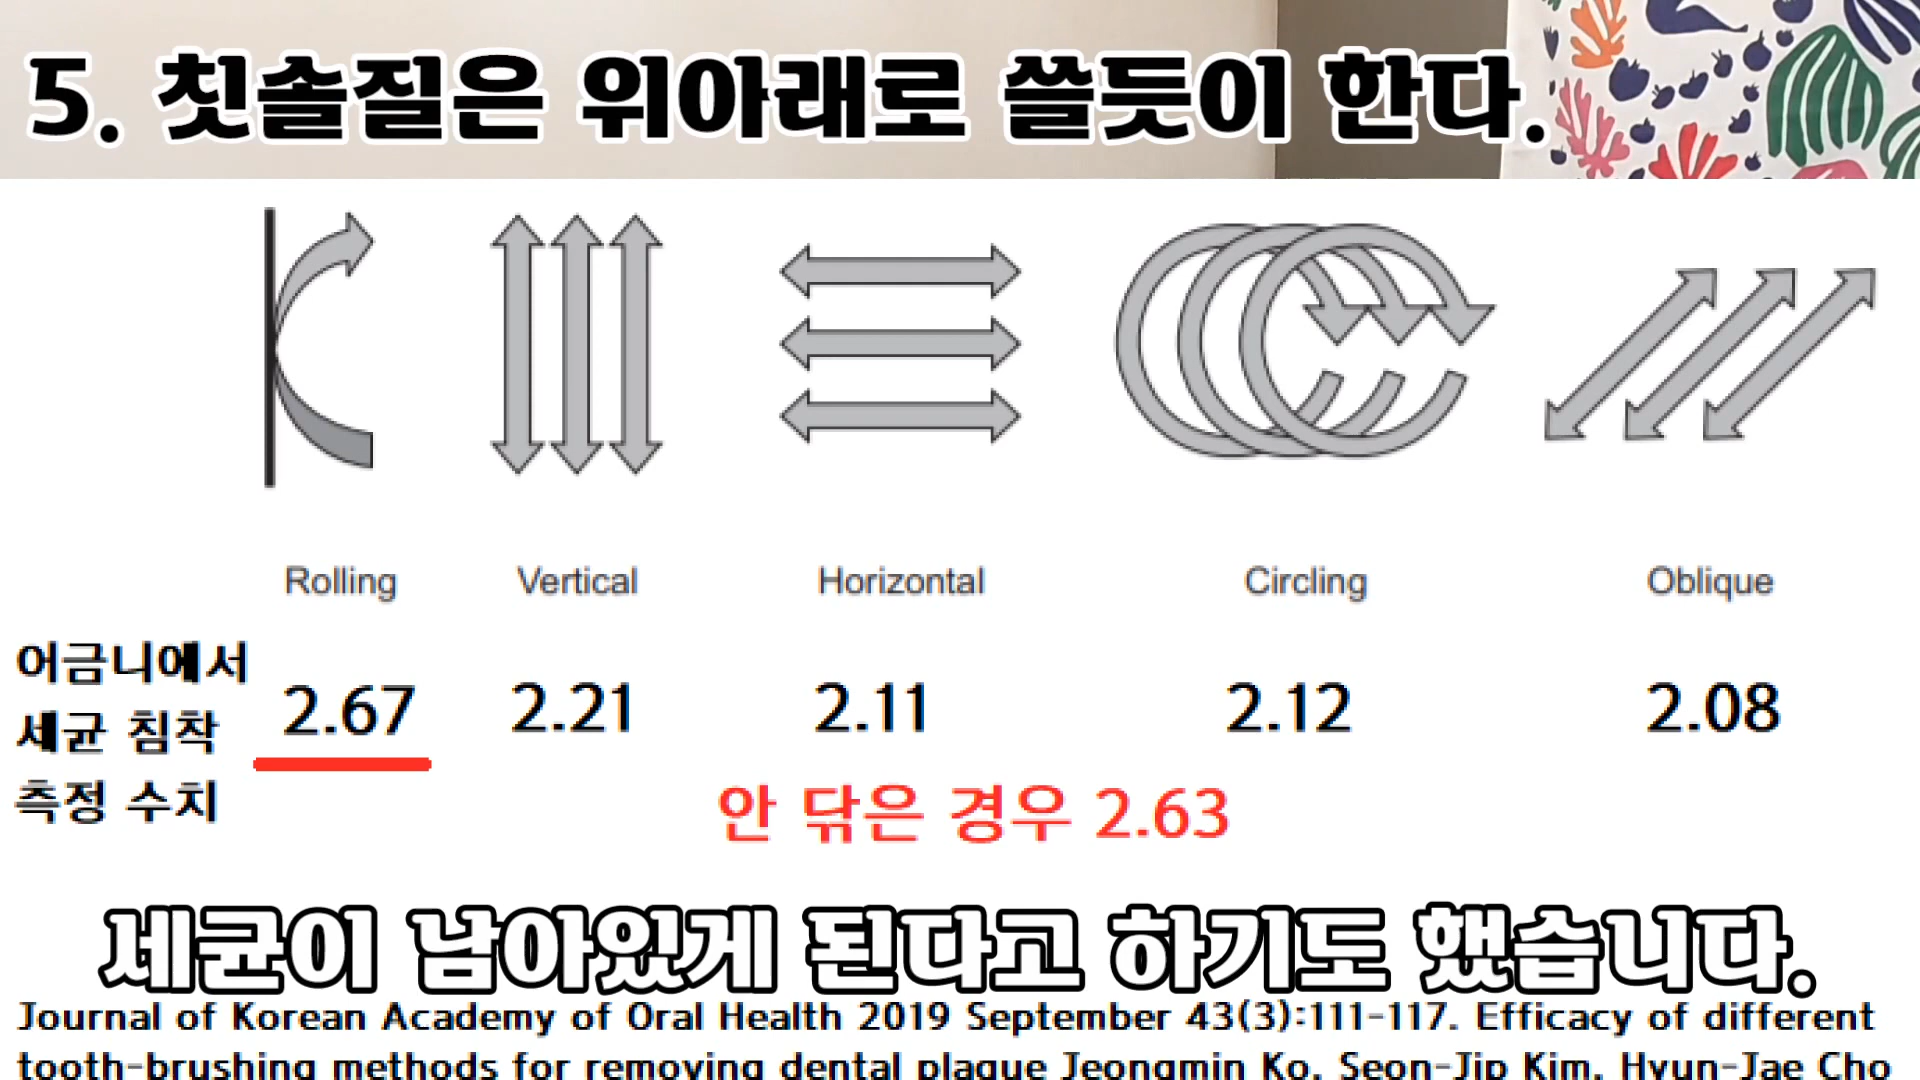 5. 칫솔질은 위아래로 쓸듯이 한다.
Rolling Vertical Horizontal Circling Oblique
어금니에서
세균 침착
측정 수치
2.67 2.21 2.11 2.12 2.08
안 닦은 경우 2.63
세균이 남아있게 된다고 하기도 했습니다.
Journal of Korean Academy of Oral Health 2019 September 43(3):111-117. Efficacy of different
tooth-brushing methods for removing dental plaque Jeongmin Ko, Seon-Jip Kim, Hyun-Jae Cho